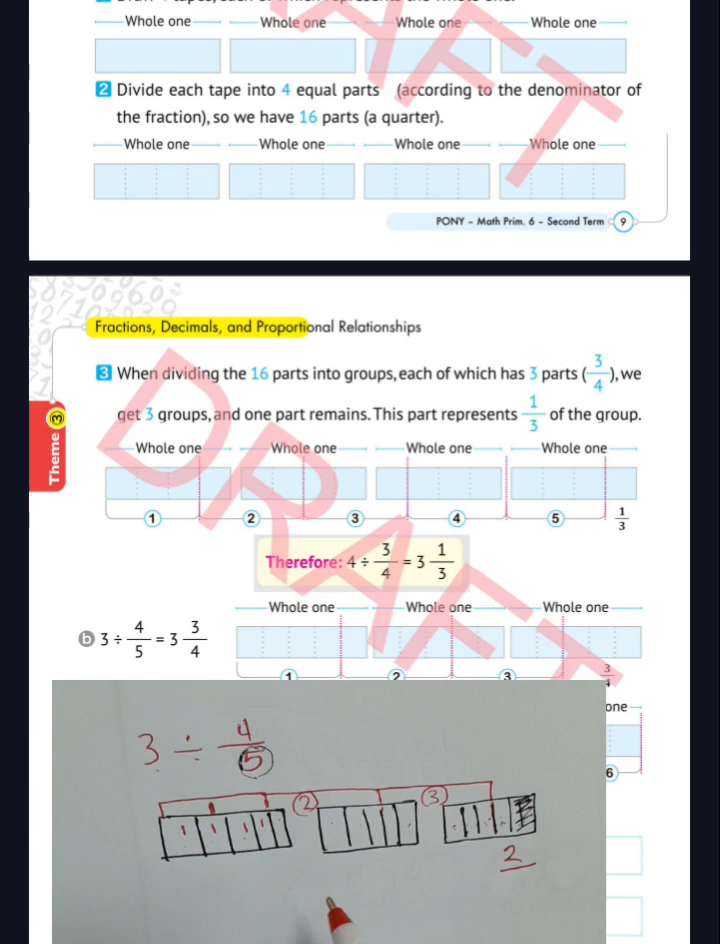 Whole one Whole one Whole one Whole one
2 Divide each tape into 4 equal parts (according to the denominator of
the fraction), so we have 16 parts (a quarter).
Whole one Whole one Whole one Whole one
PONY - Math Prim. 6 - Second Term 9
Fractions, Decimals, and Proportional Relationships
Theme 3
3 When dividing the 16 parts into groups, each of which has 3 parts (3/4), we
get 3 groups, and one part remains. This part represents 1/3 of the group.
Whole one Whole one Whole one Whole one
1 2 3 4 5 1/3
Therefore: 4 ÷ 3/4 = 3 1/3
Whole one Whole one Whole one
b 3 ÷ 4/5 = 3 3/4
1 2 3 3/4
one
6
3 ÷ 4/5
2 3
2
DRAFT